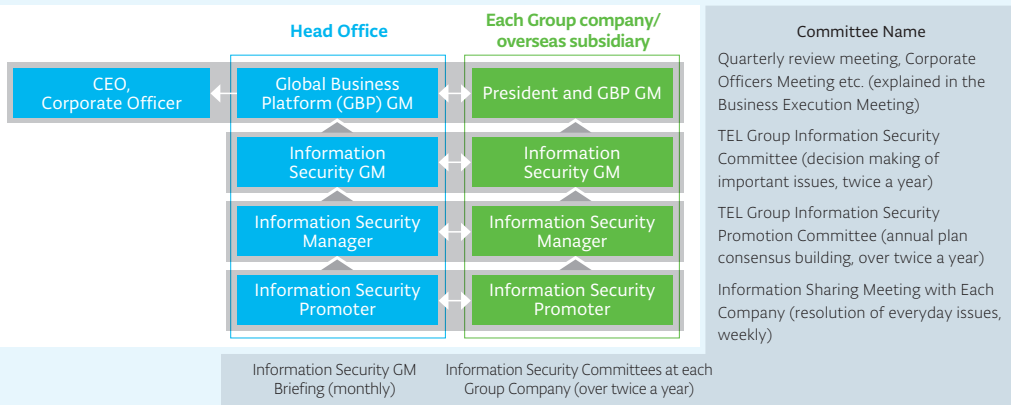 Head Office
Each Group company/
overseas subsidiary
CEO,
Corporate Officer
Global Business
Platform (GBP) GM
President and GBP GM
Information
Security GM
Information
Security GM
Information Security
Manager
Information Security
Manager
Information Security
Promoter
Information Security
Promoter
Committee Name
Quarterly review meeting, Corporate
Officers Meeting etc. (explained in the
Business Execution Meeting)
TEL Group Information Security
Committee (decision making of
important issues, twice a year)
TEL Group Information Security
Promotion Committee (annual plan
consensus building, over twice a year)
Information Sharing Meeting with Each
Company (resolution of everyday issues,
weekly)
Information Security GM
Briefing (monthly)
Information Security Committees at each
Group Company (over twice a year)